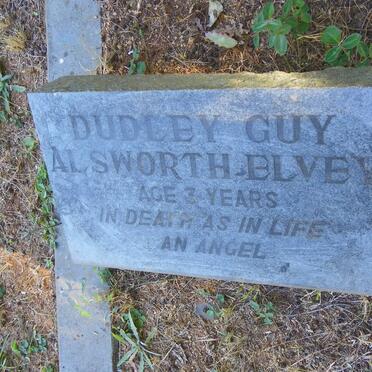 DUDLEY GUY
ALSWORTH-ELVEY
AGE 3 YEARS
IN DEATH AS IN LIFE
AN ANGEL